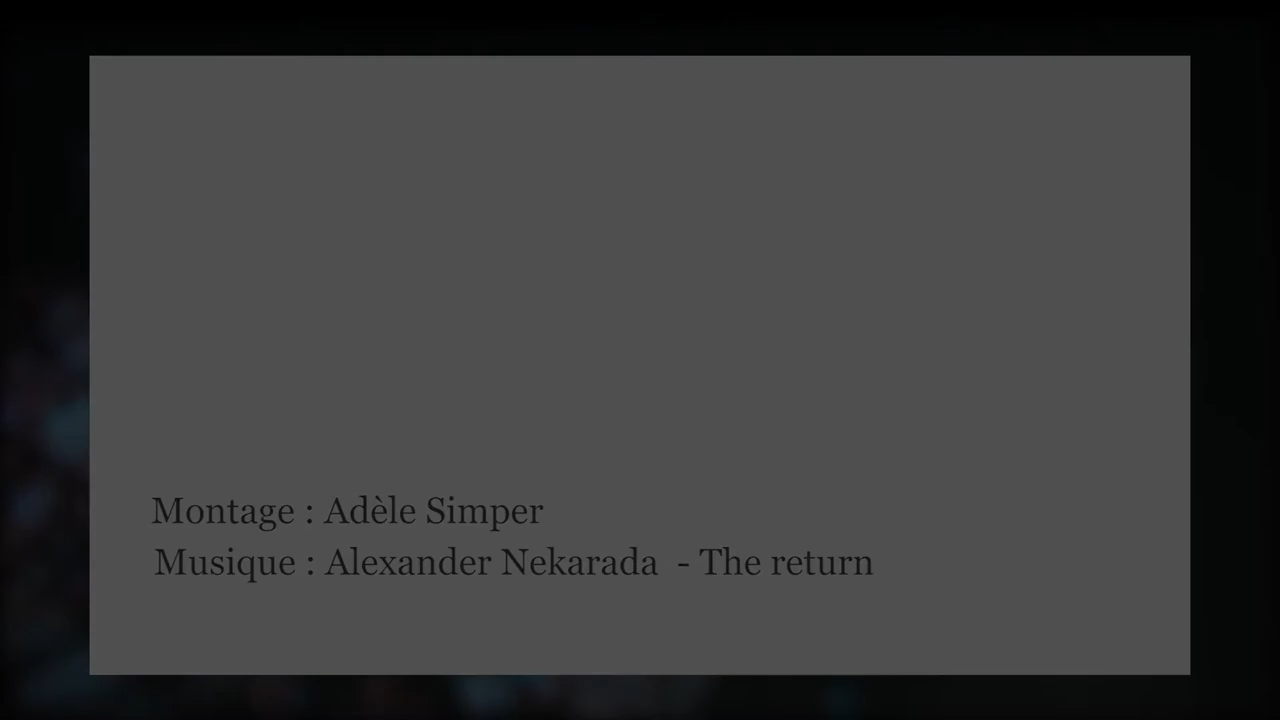 Montage : Adèle Simper
Musique : Alexander Nekarada - The return